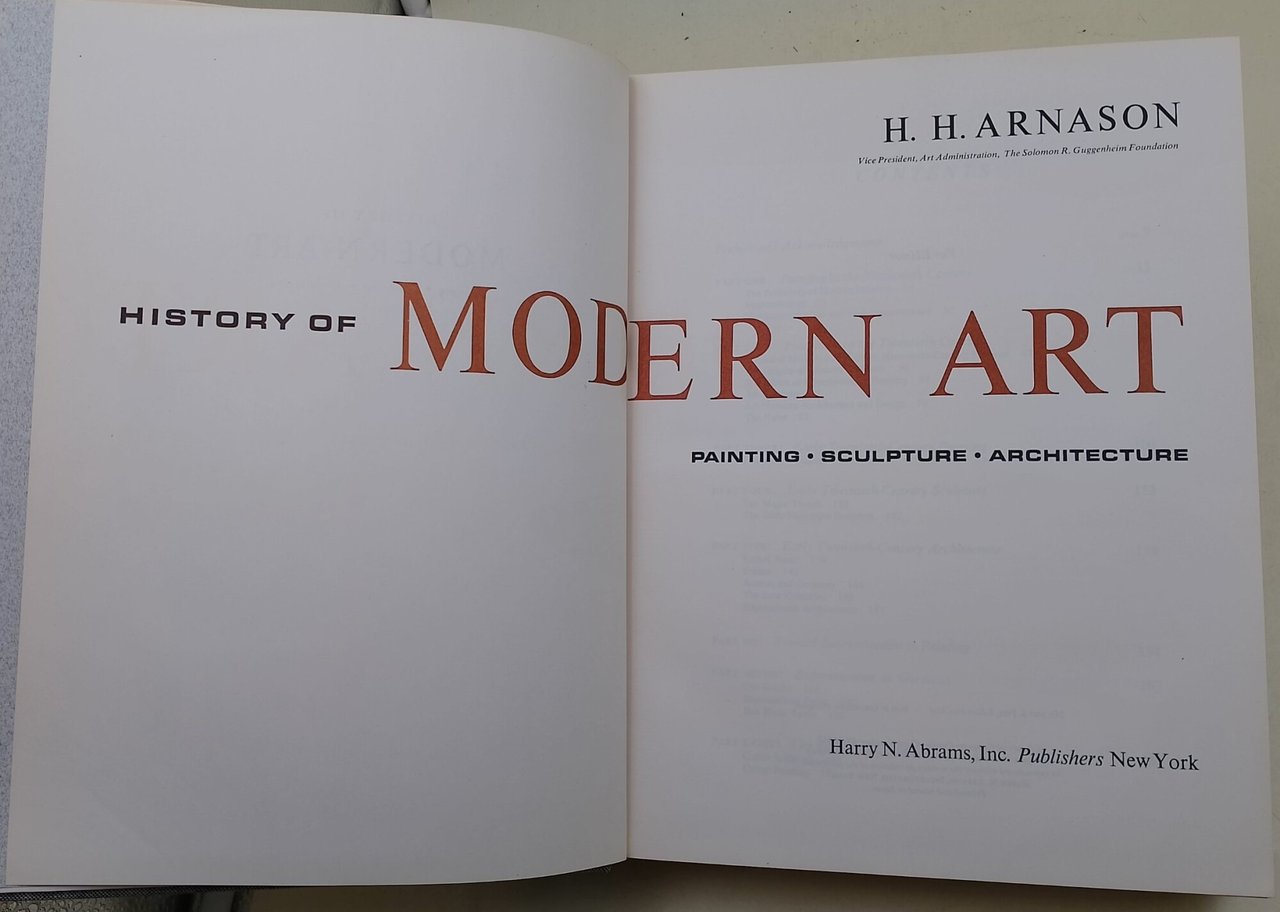 H. H. ARNASON
Vice President, Art Administration, The Solomon R. Guggenheim Foundation
HISTORY OF MODERN ART
PAINTING • SCULPTURE • ARCHITECTURE
Harry N. Abrams, Inc. Publishers New York